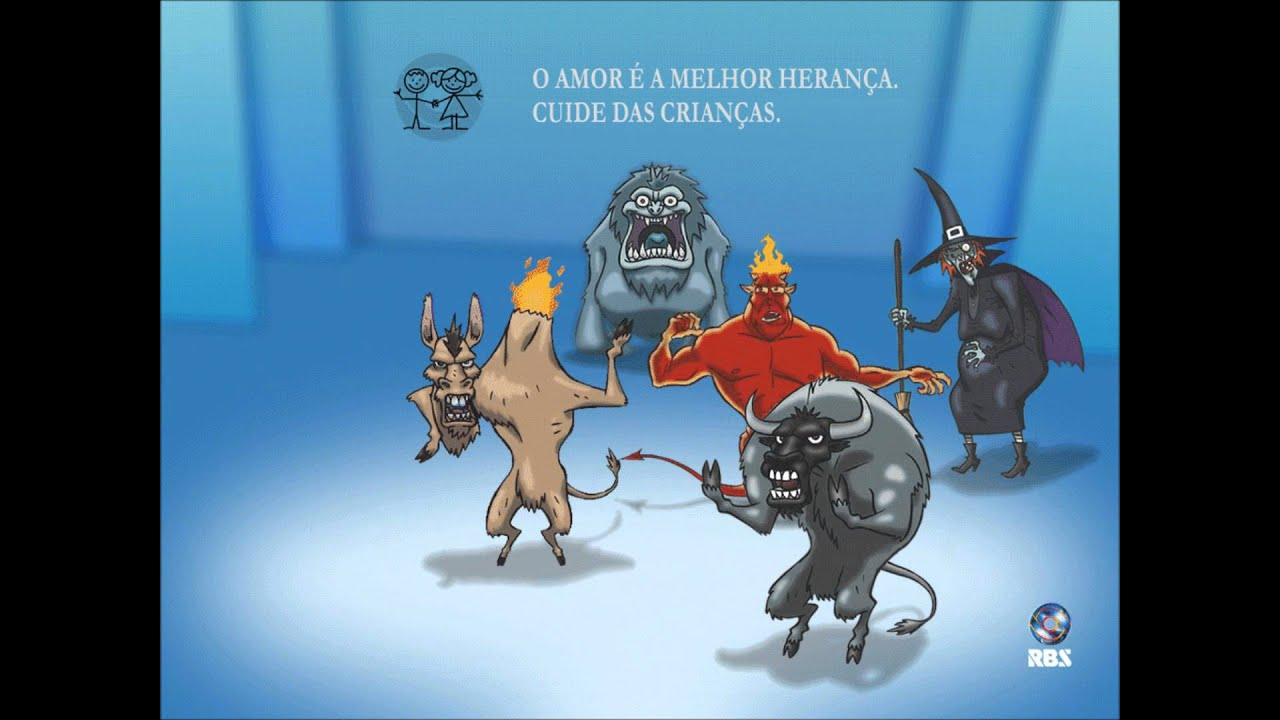 O AMOR É A MELHOR HERANÇA.
CUIDE DAS CRIANÇAS.
RBS